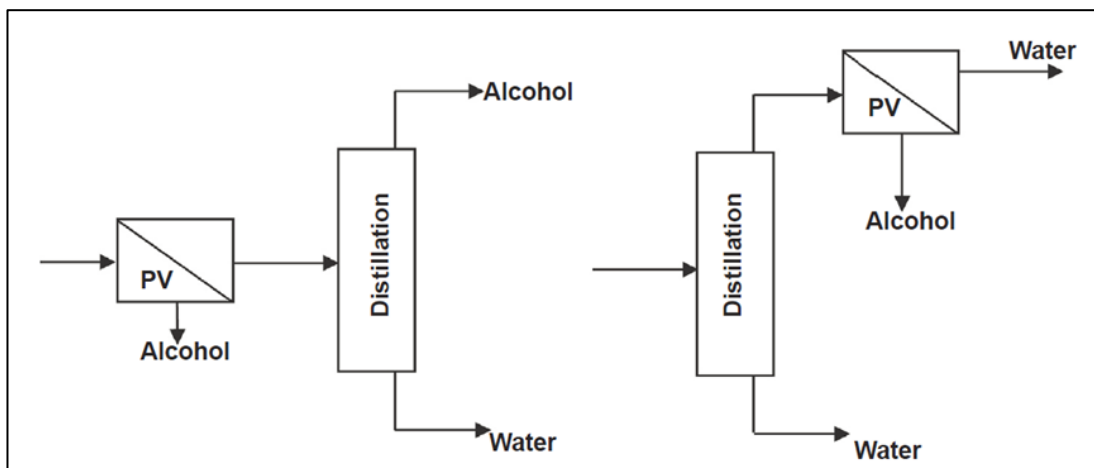 Alcohol
PV
Distillation
Alcohol
Water
Water
PV
Distillation
Alcohol
Water